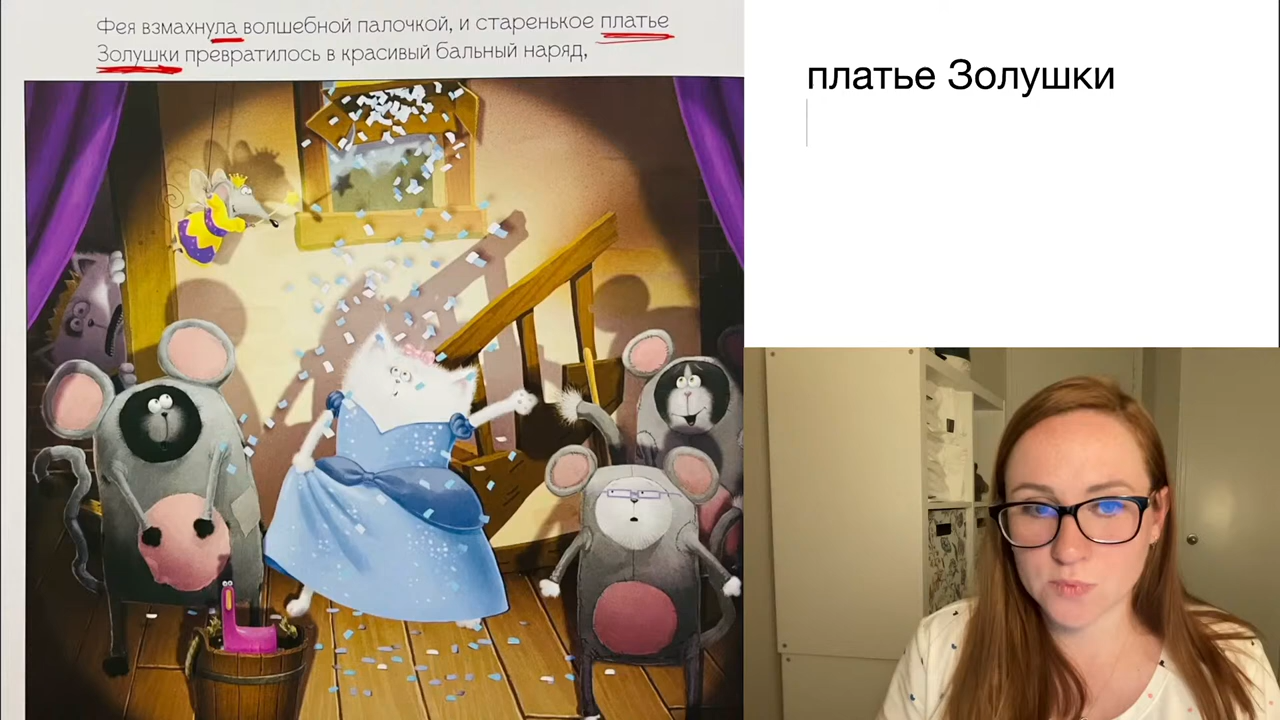 Фея взмахнула волшебной палочкой, и старенькое платье
Золушки превратилось в красивый бальный наряд,
платье Золушки